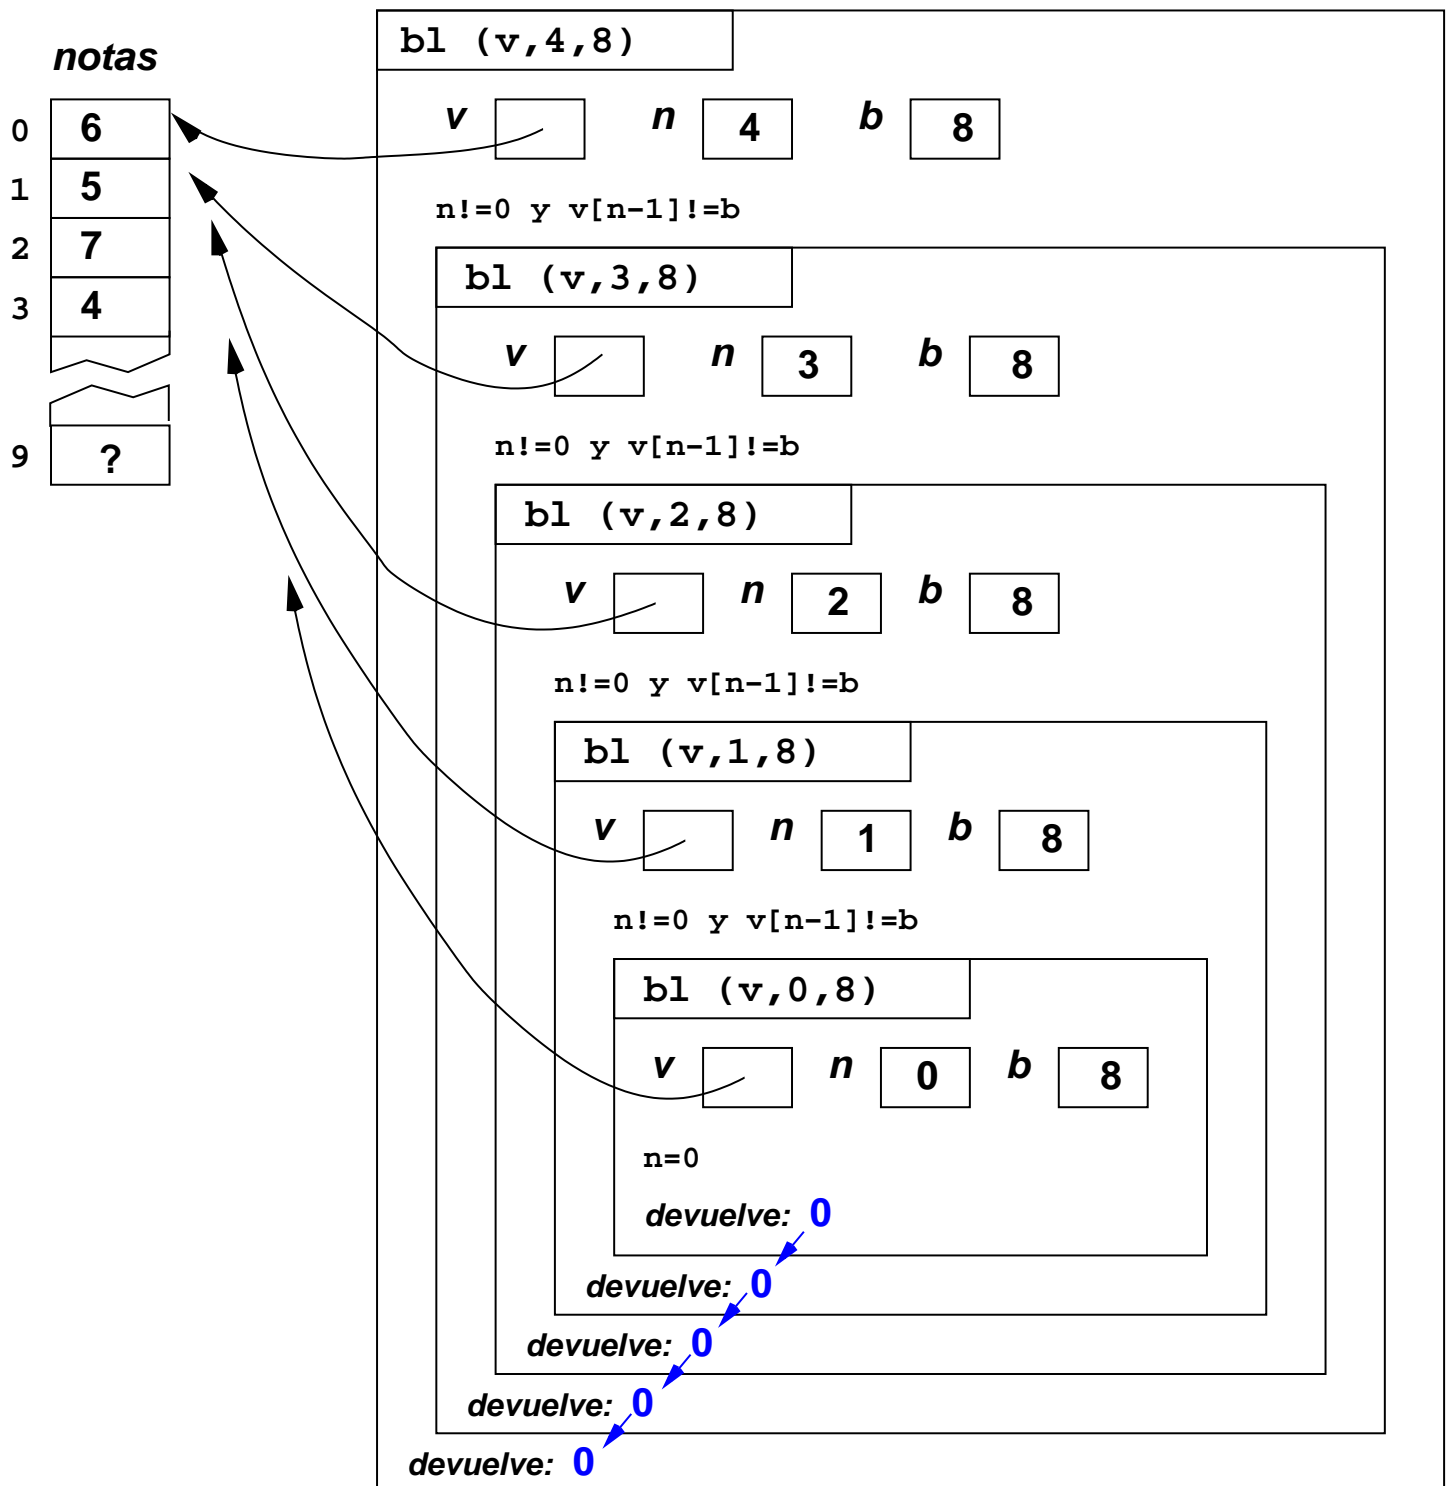 notas
0 6
1 5
2 7
3 4
9 ?
bl (v,4,8)
v n 4 b 8
n!=0 y v[n-1]!=b
bl (v,3,8)
v n 3 b 8
n!=0 y v[n-1]!=b
bl (v,2,8)
v n 2 b 8
n!=0 y v[n-1]!=b
bl (v,1,8)
v n 1 b 8
n!=0 y v[n-1]!=b
bl (v,0,8)
v n 0 b 8
n=0
devuelve: 0
devuelve: 0
devuelve: 0
devuelve: 0
devuelve: 0